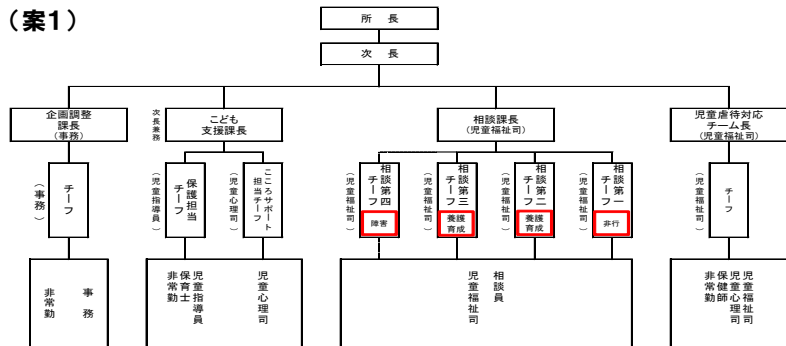 （案1）
所 長
次 長
企画調整
課長
（事務）
次長兼務
こども
支援課長
相談課長
（児童福祉司）
児童虐待対応
チーム長
（児童福祉司）
チーフ
（事務）
保護担当
チーフ
（児童指導員）
こころサポート
担当チーフ
（児童心理司）
相談第四
チーフ
障害
（児童福祉司）
相談第三
チーフ
養護
育成
（児童福祉司）
相談第二
チーフ
養護
育成
（児童福祉司）
相談第一
チーフ
非行
（児童福祉司）
チーフ
（児童福祉司）
事務
非常勤
児童指導員
保育士
非常勤
児童心理司
相談員
児童福祉司
児童福祉司
児童心理司
保健師
非常勤